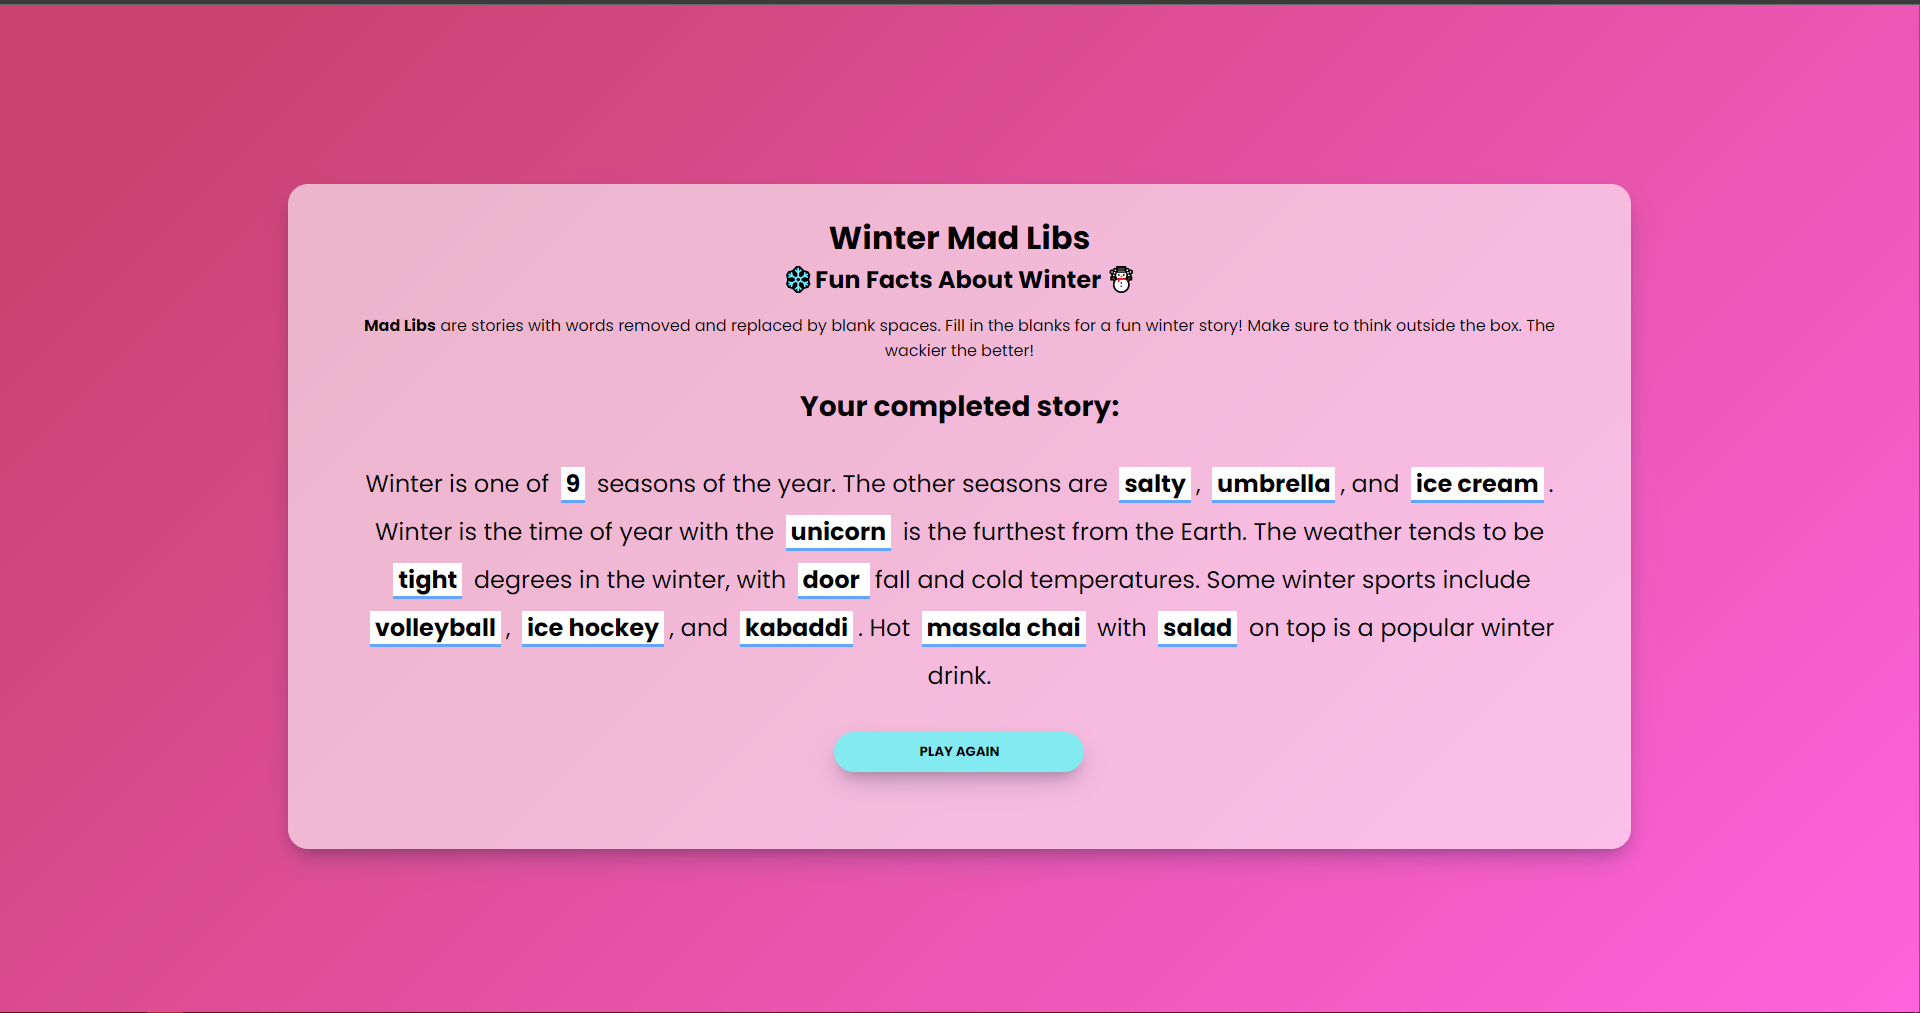 Winter Mad Libs
❄️Fun Facts About Winter ☃️
Mad Libs are stories with words removed and replaced by blank spaces. Fill in the blanks for a fun winter story! Make sure to think outside the box. The
wackier the better!
Your completed story:
Winter is one of 9 seasons of the year. The other seasons are salty , umbrella , and ice cream .
Winter is the time of year with the unicorn is the furthest from the Earth. The weather tends to be
tight degrees in the winter, with door fall and cold temperatures. Some winter sports include
volleyball , ice hockey , and kabaddi . Hot masala chai with salad on top is a popular winter
drink.
PLAY AGAIN